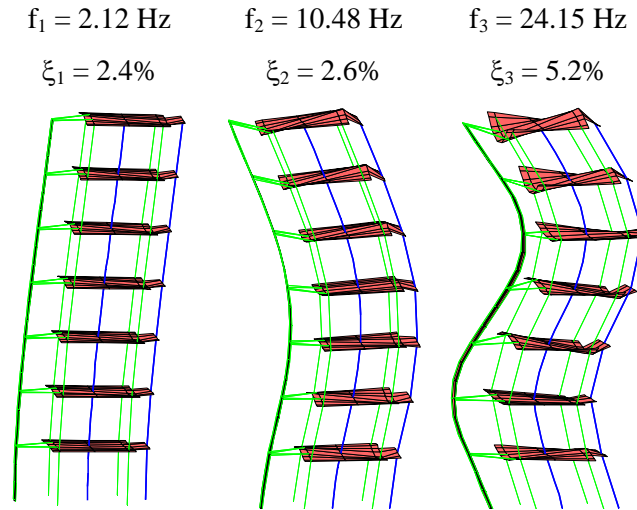 f₁ = 2.12 Hz f₂ = 10.48 Hz f₃ = 24.15 Hz
ξ₁ = 2.4% ξ₂ = 2.6% ξ₃ = 5.2%